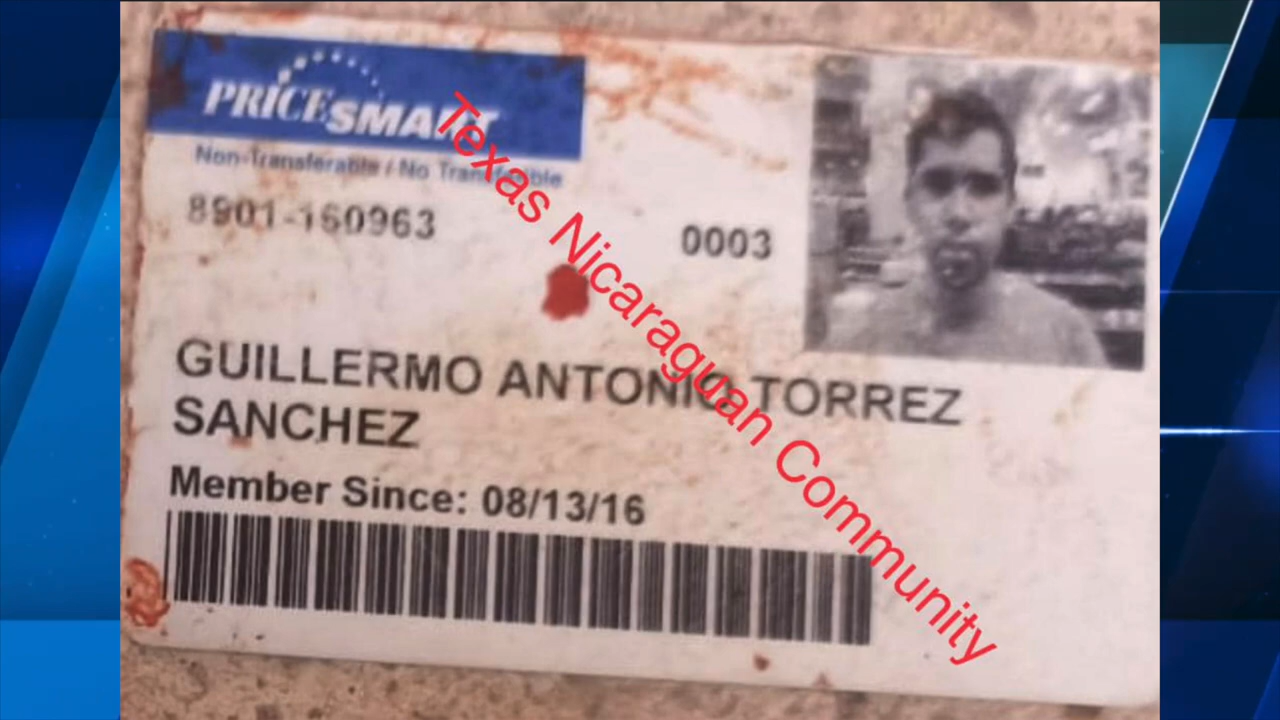 PRICESMART
Non-Transferable / No Transferible
8901-160963
0003
GUILLERMO ANTONIO TORREZ
SANCHEZ
Member Since: 08/13/16
Texas Nicaraguan Community